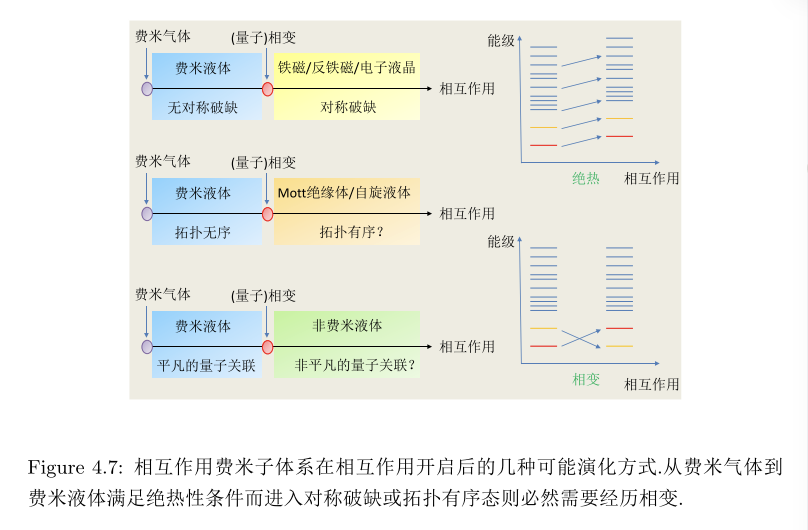 费米气体
(量子)相变
费米液体
铁磁/反铁磁/电子液晶
相互作用
无对称破缺
对称破缺
费米气体
(量子)相变
费米液体
Mott绝缘体/自旋液体
相互作用
拓扑无序
拓扑有序?
费米气体
(量子)相变
费米液体
非费米液体
相互作用
平凡的量子关联
非平凡的量子关联?
能级
绝热
相互作用
能级
相变
相互作用
Figure 4.7: 相互作用费米子体系在相互作用开启后的几种可能演化方式.从费米气体到
费米液体满足绝热性条件而进入对称破缺或拓扑有序态则必然需要经历相变.